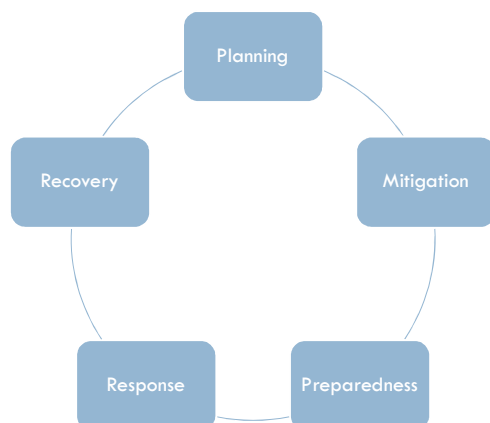 Planning
Mitigation
Preparedness
Response
Recovery